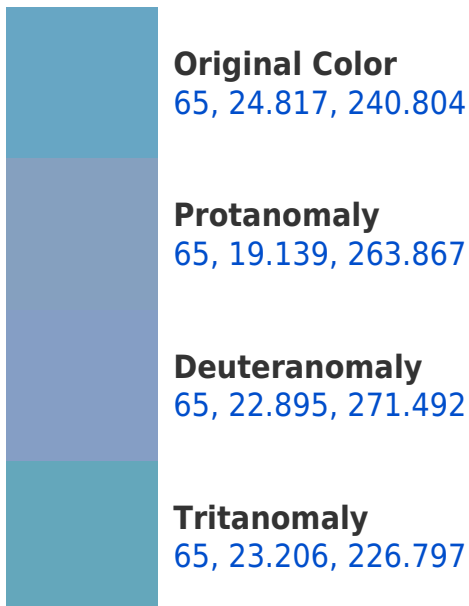 Original Color
65, 24.817, 240.804
Protanomaly
65, 19.139, 263.867
Deuteranomaly
65, 22.895, 271.492
Tritanomaly
65, 23.206, 226.797